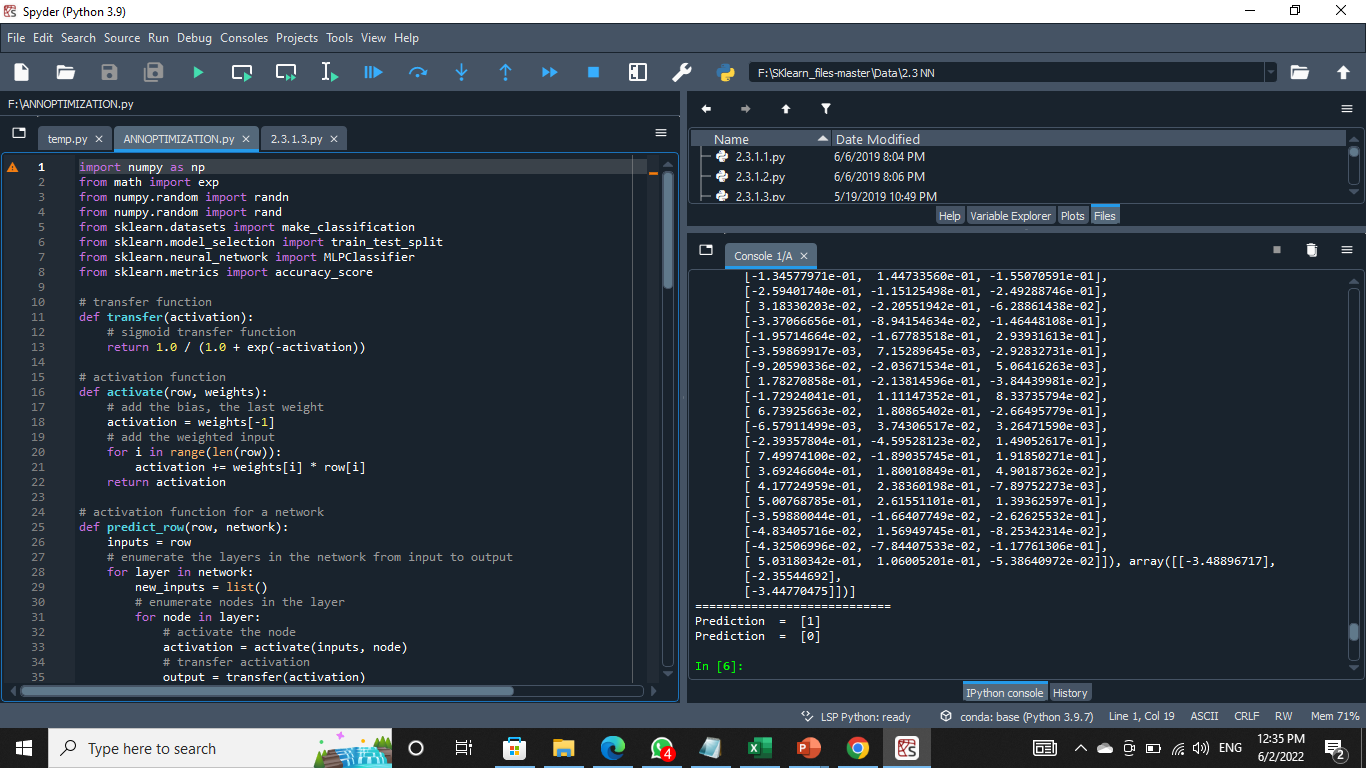 Spyder (Python 3.9)
File Edit Search Source Run Debug Consoles Projects Tools View Help
F:\SKlearn_files-master\Data\2.3 NN
F:\ANNOPTIMIZATION.py
temp.py ANNOPTIMIZATION.py 2.3.1.3.py
1 import numpy as np
2 from math import exp
3 from numpy.random import randn
4 from numpy.random import rand
5 from sklearn.datasets import make_classification
6 from sklearn.model_selection import train_test_split
7 from sklearn.neural_network import MLPClassifier
8 from sklearn.metrics import accuracy_score
9
10 # transfer function
11 def transfer(activation):
12 # sigmoid transfer function
13 return 1.0 / (1.0 + exp(-activation))
14
15 # activation function
16 def activate(row, weights):
17 # add the bias, the last weight
18 activation = weights[-1]
19 # add the weighted input
20 for i in range(len(row)):
21 activation += weights[i] * row[i]
22 return activation
23
24 # activation function for a network
25 def predict_row(row, network):
26 inputs = row
27 # enumerate the layers in the network from input to output
28 for layer in network:
29 new_inputs = list()
30 # enumerate nodes in the layer
31 for node in layer:
32 # activate the node
33 activation = activate(inputs, node)
34 # transfer activation
35 output = transfer(activation)
Name Date Modified
2.3.1.1.py 6/6/2019 8:04 PM
2.3.1.2.py 6/6/2019 8:06 PM
2.3.1.3.py 5/19/2019 10:49 PM
Help Variable Explorer Plots Files
Console 1/A
[-1.34577971e-01, 1.44733560e-01, -1.55070591e-01],
[-2.59401740e-01, -1.15125498e-01, -2.49288746e-01],
[ 3.18330203e-02, -2.20551942e-01, -6.28861438e-02],
[-3.37066656e-01, -8.94154634e-02, -1.46448108e-01],
[-1.95714664e-02, -1.67783518e-01, 2.93931613e-01],
[-3.59869917e-03, 7.15289645e-03, -2.92832731e-01],
[-9.20590336e-02, -2.03671534e-01, 5.06416263e-03],
[ 1.78270858e-01, -2.13814596e-01, -3.84439981e-02],
[-1.72924041e-01, 1.11147352e-01, 8.33735794e-02],
[ 6.73925663e-02, 1.80865402e-01, -2.66495779e-01],
[-6.57911499e-03, 3.74306517e-02, 3.26471590e-03],
[-2.39357804e-01, -4.59528123e-02, 1.49052617e-01],
[ 7.49974100e-02, -1.89035745e-01, 1.91850271e-01],
[ 3.69246604e-01, 1.80010849e-01, 4.90187362e-02],
[ 4.17724959e-01, 2.38360198e-01, -7.89752273e-03],
[ 5.00768785e-01, 2.61551101e-01, 1.39362597e-01],
[-3.59880044e-01, -1.66407749e-02, -2.62625532e-01],
[-4.83405716e-02, 1.56949745e-01, -8.25342314e-02],
[-4.32506996e-02, -7.84407533e-02, -1.17761306e-01],
[ 5.03180342e-01, 1.06005201e-01, -5.38640972e-02]]), array([[-3.48896717],
[-2.35544692],
[-3.44770475]])]
============================
Prediction = [1]
Prediction = [0]
In [6]:
IPython console History
LSP Python: ready conda: base (Python 3.9.7) Line 1, Col 19 ASCII CRLF RW Mem 71%
Type here to search
4
ENG
12:35 PM
6/2/2022
2